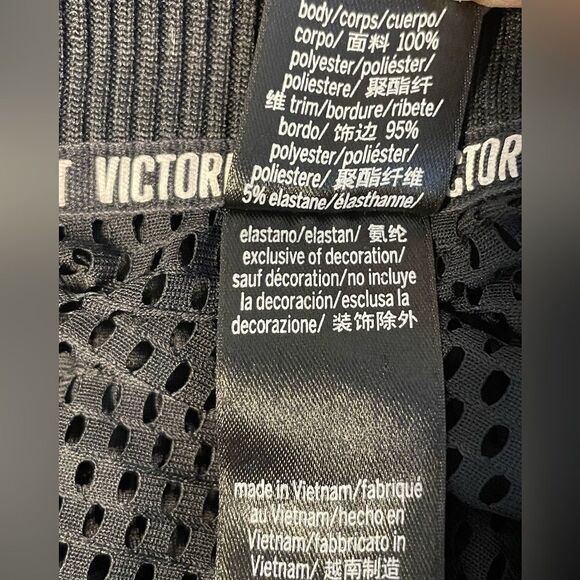 body/corps/cuerpo/
corpo/ 面料 100%
polyester/poliéster/
poliestere/ 聚酯纤
维 trim/bordure/ribete/
bordo/ 饰边 95%
polyester/poliéster/
poliestere/ 聚酯纤维
5% elastane/élasthanne/
elastano/elastan/ 氨纶
exclusive of decoration/
sauf décoration/no incluye
la decoración/esclusa la
decorazione/ 装饰除外
made in Vietnam/fabriqué
au Vietnam/hecho en
Vietnam/fabbricato in
Vietnam/ 越南制造
T VICTORI
CTOR